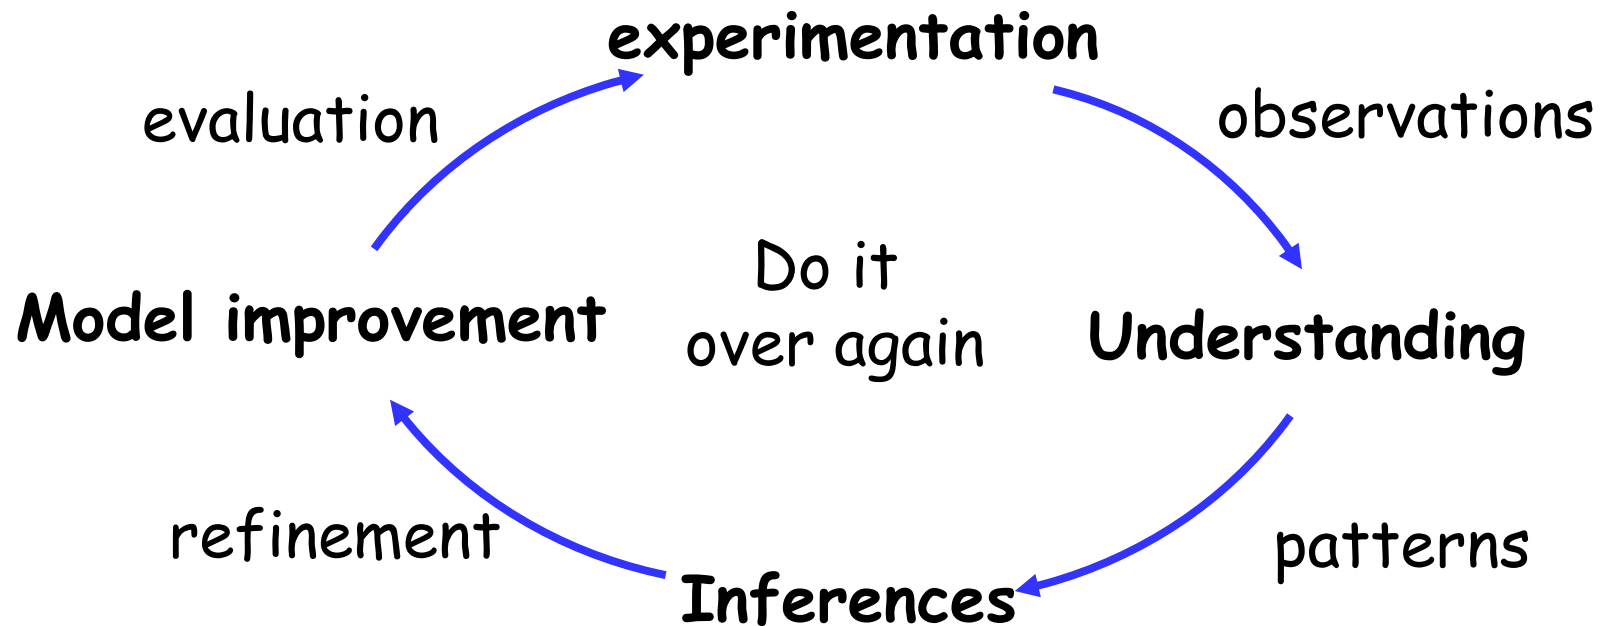 experimentation
evaluation
observations
Do it
over again
Model improvement
Understanding
refinement
patterns
Inferences